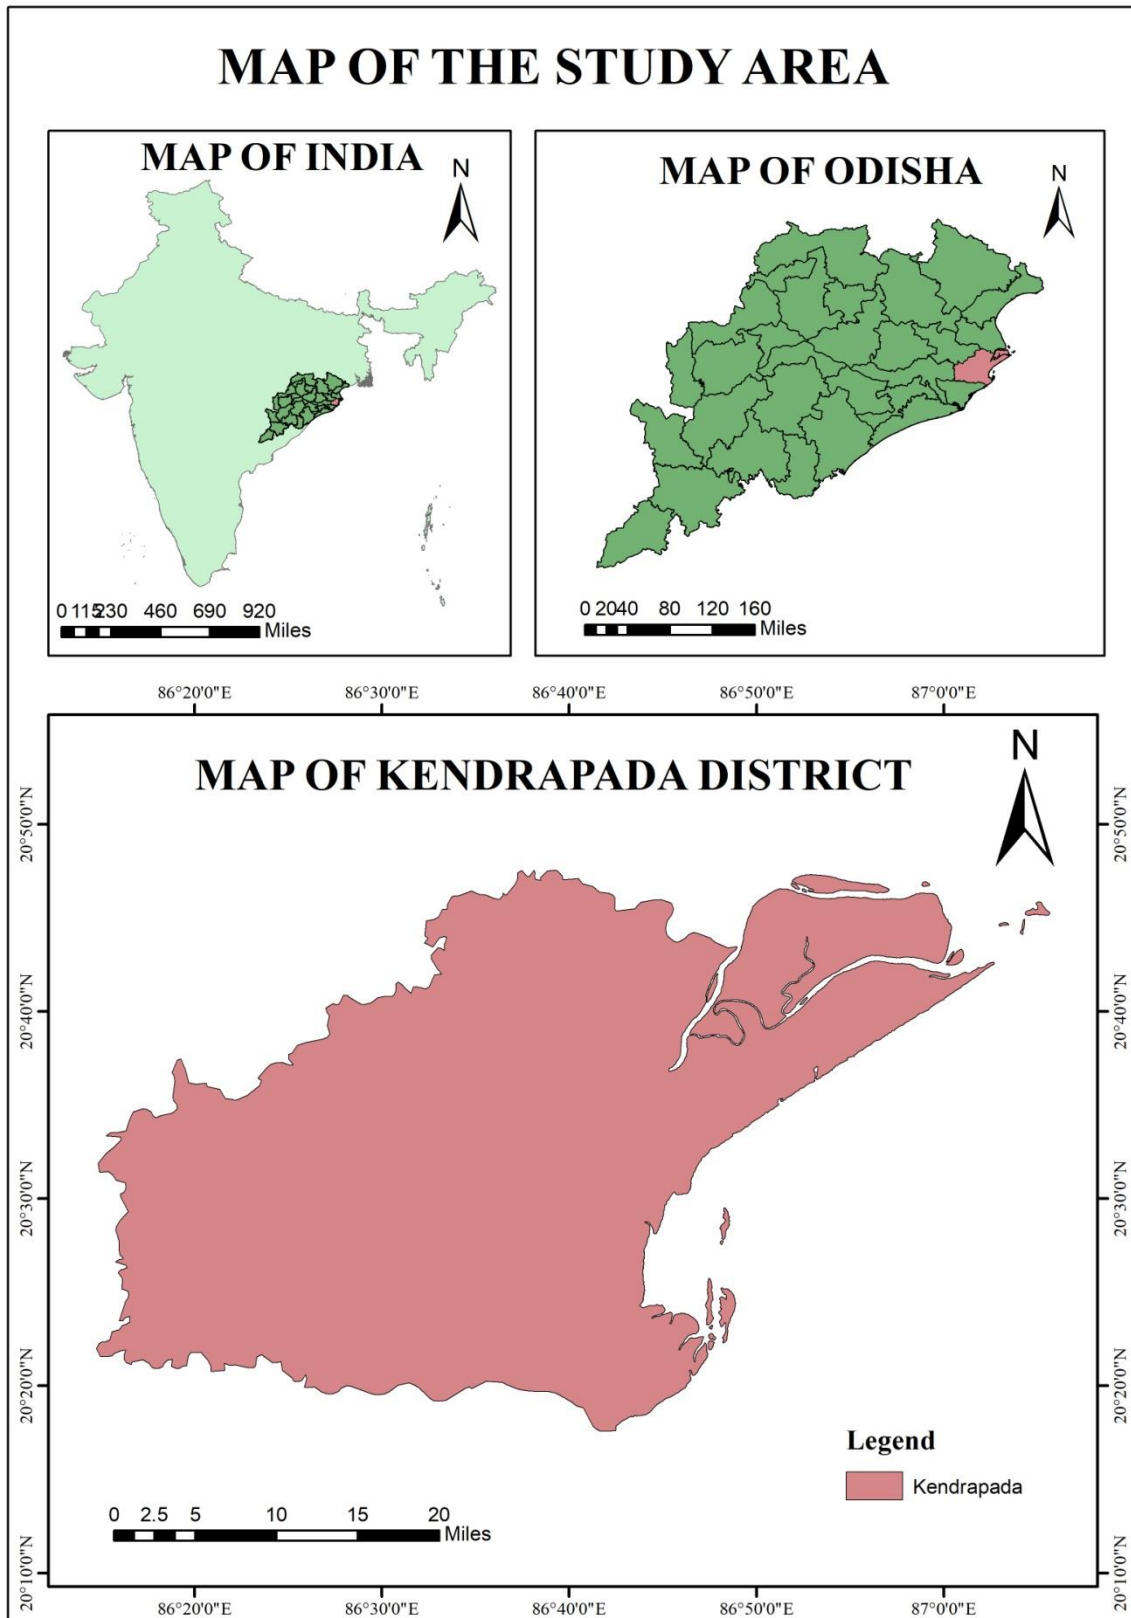 MAP OF THE STUDY AREA
MAP OF INDIA
N
0 115 230 460 690 920
Miles
MAP OF ODISHA
N
0 20 40 80 120 160
Miles
86°20'0"E 86°30'0"E 86°40'0"E 86°50'0"E 87°0'0"E
MAP OF KENDRAPADA DISTRICT
N
20°50'0"N 20°50'0"N
20°40'0"N 20°40'0"N
20°30'0"N 20°30'0"N
20°20'0"N 20°20'0"N
Legend
Kendrapada
0 2.5 5 10 15 20
Miles
20°10'0"N 20°10'0"N
86°20'0"E 86°30'0"E 86°40'0"E 86°50'0"E 87°0'0"E